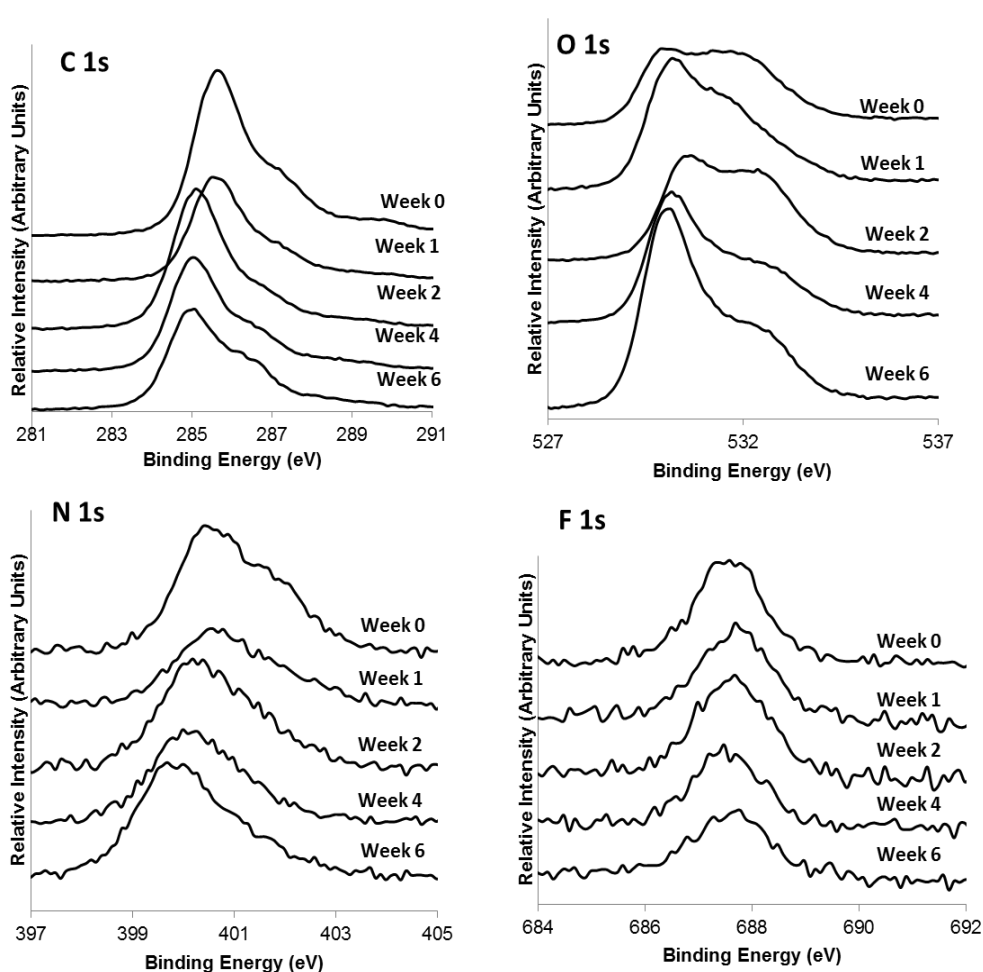 C 1s
Relative Intensity (Arbitrary Units)
Week 0
Week 1
Week 2
Week 4
Week 6
281 283 285 287 289 291
Binding Energy (eV)
O 1s
Relative Intensity (Arbitrary Units)
Week 0
Week 1
Week 2
Week 4
Week 6
527 532 537
Binding Energy (eV)
N 1s
Relative Intensity (Arbitrary Units)
Week 0
Week 1
Week 2
Week 4
Week 6
397 399 401 403 405
Binding Energy (eV)
F 1s
Relative Intensity (Arbitrary Units)
Week 0
Week 1
Week 2
Week 4
Week 6
684 686 688 690 692
Binding Energy (eV)